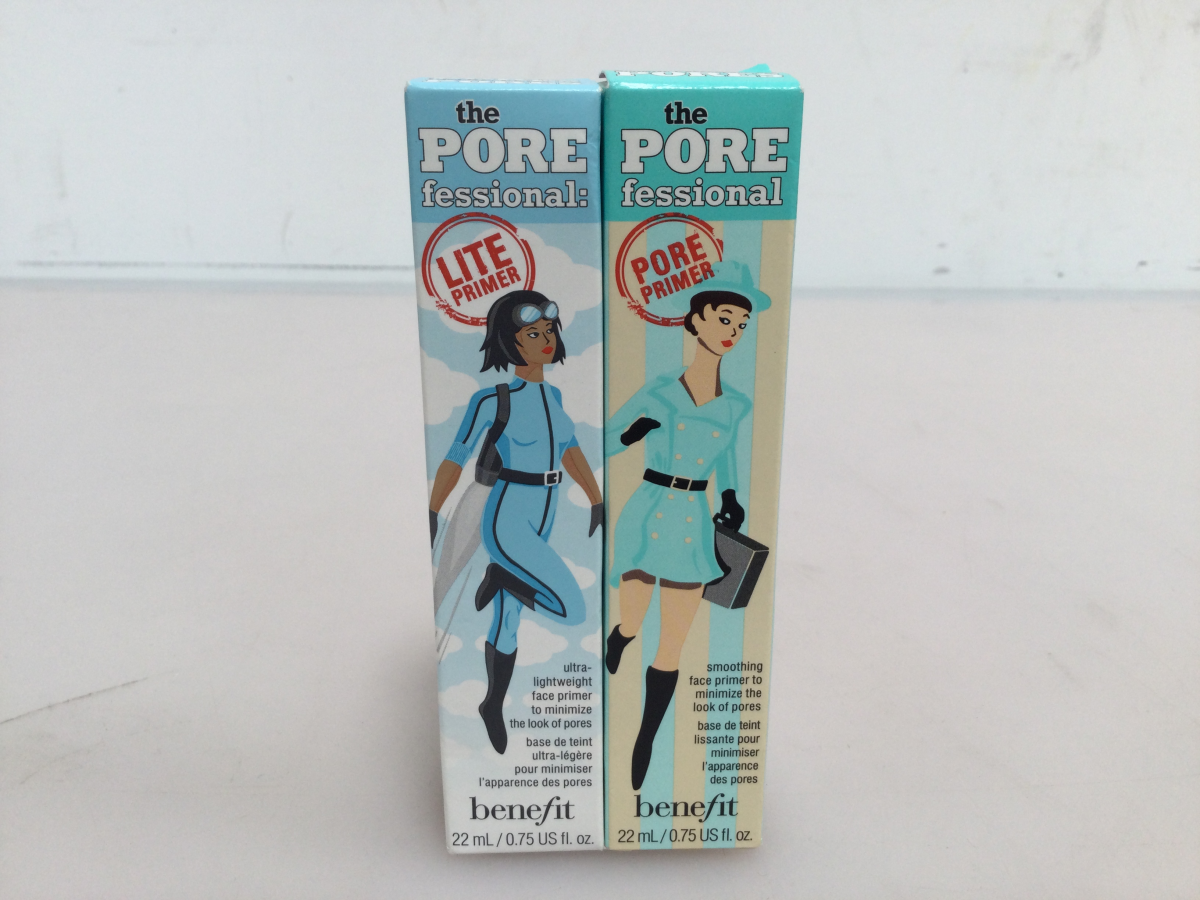 the
PORE
fessional:
LITE
PRIMER
ultra-
lightweight
face primer
to minimize
the look of pores
base de teint
ultra-légère
pour minimiser
l'apparence des pores
benefit
22 mL / 0.75 US fl. oz.
the
PORE
fessional
PORE
PRIMER
smoothing
face primer to
minimize the
look of pores
base de teint
lissante pour
minimiser
l'apparence
des pores
benefit
22 mL / 0.75 US fl. oz.